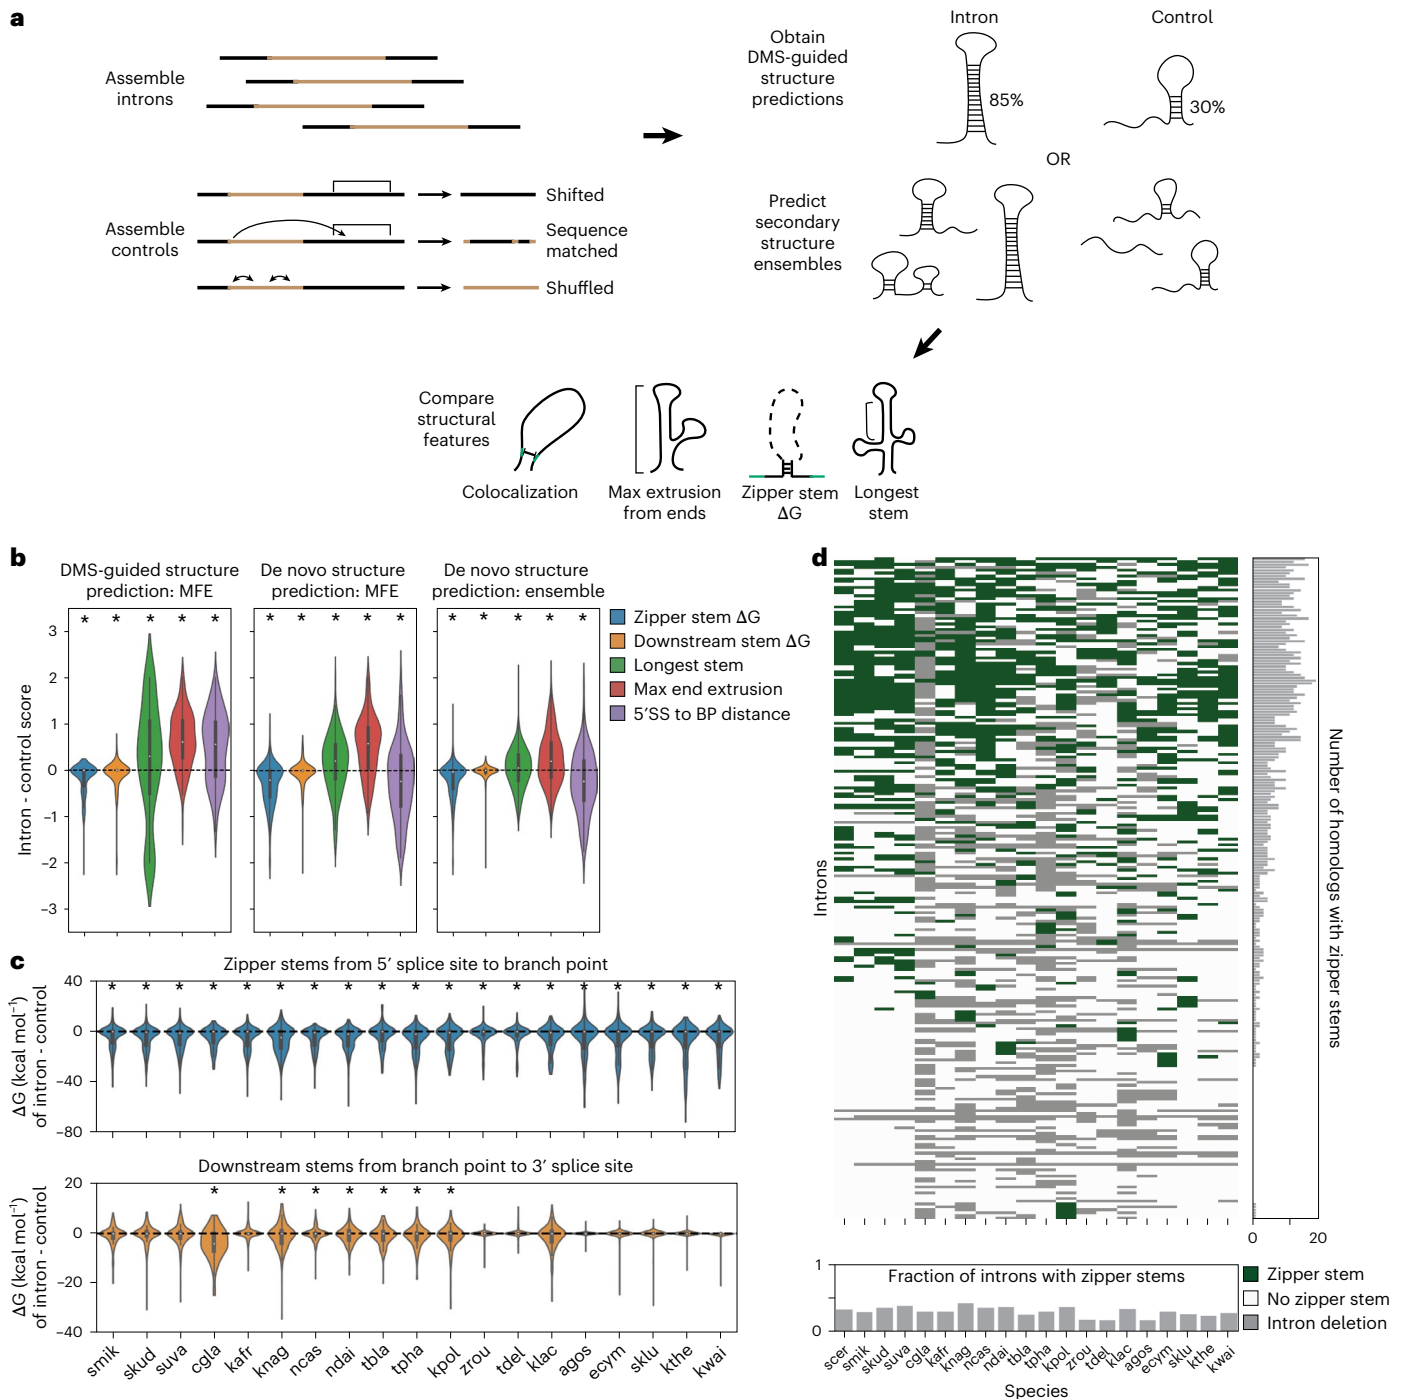 a
Assemble
introns
Assemble
controls
Shifted
Sequence
matched
Shuffled
Obtain
DMS-guided
structure
predictions
Intron
Control
85%
30%
OR
Predict
secondary
structure
ensembles
Compare
structural
features
Colocalization
Max extrusion
from ends
Zipper stem
ΔG
Longest
stem
b
DMS-guided structure
prediction: MFE
De novo structure
prediction: MFE
De novo structure
prediction: ensemble
* * * * *
* * * * *
* * * * *
Intron - control score
3
2
1
0
−1
−2
−3
Zipper stem ΔG
Downstream stem ΔG
Longest stem
Max end extrusion
5′SS to BP distance
c
Zipper stems from 5′ splice site to branch point
* * * * * * * * * * * * * * * * * * *
ΔG (kcal mol−1)
of intron - control
40
0
−40
−80
Downstream stems from branch point to 3′ splice site
* * * * * * *
ΔG (kcal mol−1)
of intron - control
20
0
−20
−40
smik
skud
suva
cgla
kafr
knag
ncas
ndai
tbla
tpha
kpol
zrou
tdel
klac
agos
ecym
sklu
kthe
kwai
d
Introns
Number of homologs with zipper stems
0
20
1
0
Fraction of introns with zipper stems
scer
smik
skud
suva
cgla
kafr
knag
ncas
ndai
tbla
tpha
kpol
zrou
tdel
klac
agos
ecym
sklu
kthe
kwai
Species
Zipper stem
No zipper stem
Intron deletion